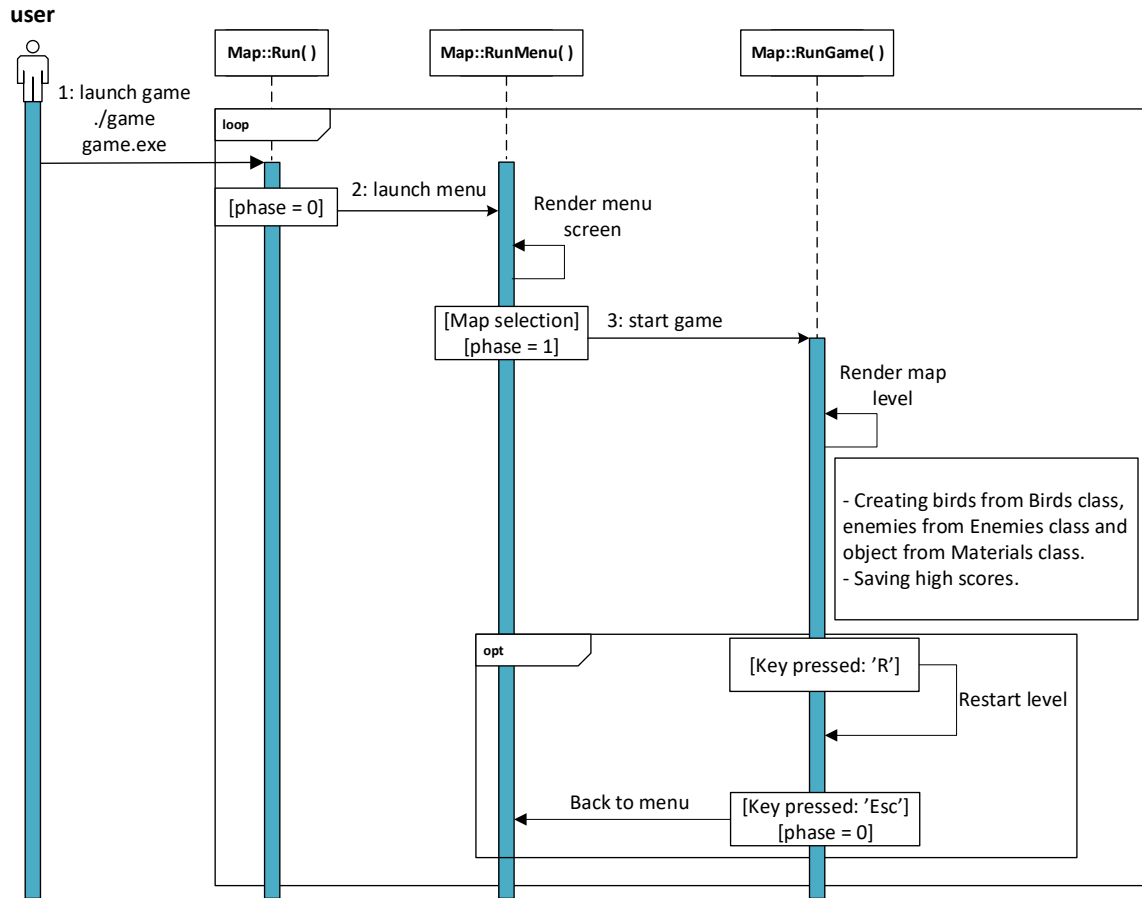 user
Map::Run( )
Map::RunMenu( )
Map::RunGame( )
1: launch game
./game
game.exe
loop
[phase = 0]
2: launch menu
Render menu
screen
[Map selection]
[phase = 1]
3: start game
Render map
level
- Creating birds from Birds class,
enemies from Enemies class and
object from Materials class.
- Saving high scores.
opt
[Key pressed: ’R’]
Restart level
Back to menu
[Key pressed: ’Esc’]
[phase = 0]